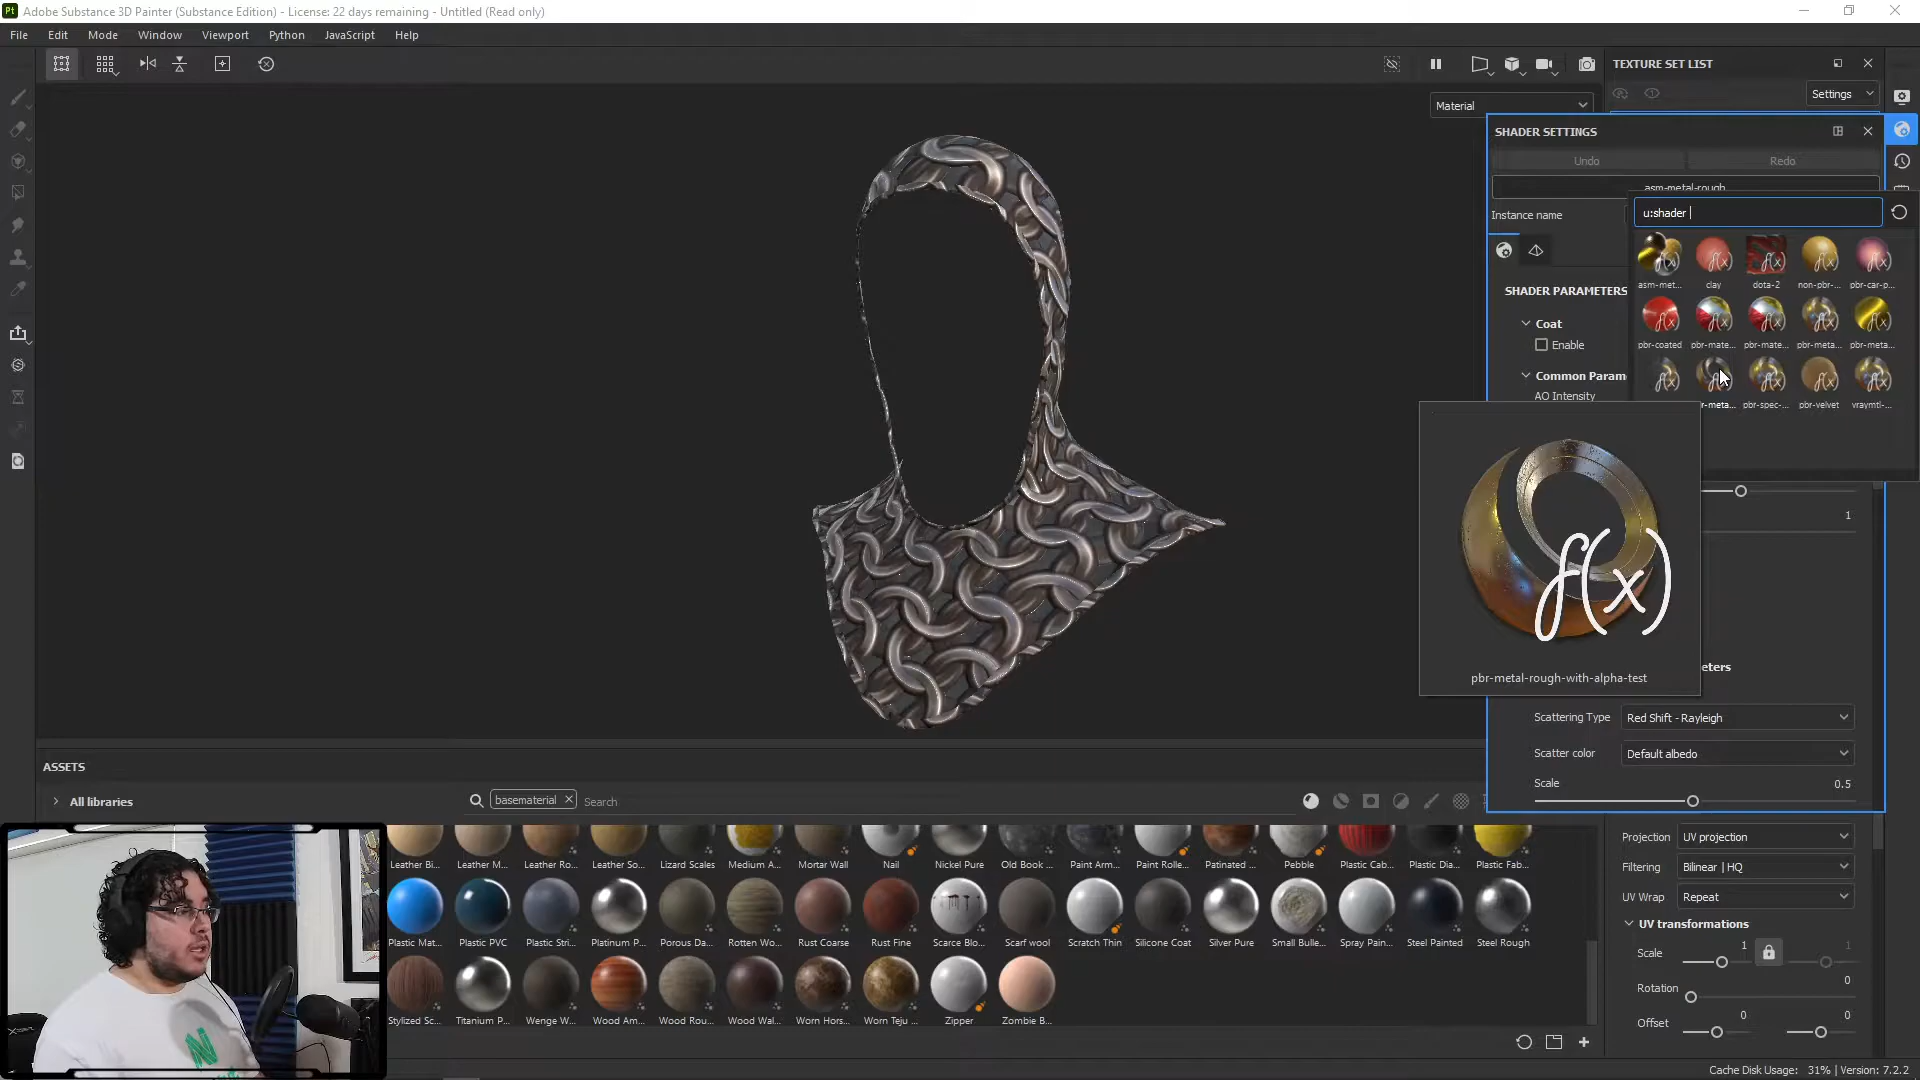 Pt Adobe Substance 3D Painter (Substance Edition) - License: 22 days remaining - Untitled (Read only)
File Edit Mode Window Viewport Python JavaScript Help
TEXTURE SET LIST
Settings
Material
SHADER SETTINGS
Undo Redo
asm-metal-rough
Instance name
u:shader
SHADER PARAMETERS
asm-met... clay dota-2 non-pbr-... pbr-car-p...
Coat
Enable
pbr-coated pbr-mate... pbr-mate... pbr-meta... pbr-meta...
Common Param
AO Intensity
r-meta... pbr-spec-... pbr-velvet vraymtl-...
f(x)
pbr-metal-rough-with-alpha-test
1
eters
Scattering Type Red Shift - Rayleigh
Scatter color Default albedo
Scale 0.5
ASSETS
All libraries
basematerial
Search
Leather Bi... Leather M... Leather Ro... Leather So... Lizard Scales Medium A... Mortar Wall Nail Nickel Pure Old Book ... Paint Arm... Paint Rolle... Patinated ... Pebble Plastic Cab... Plastic Dia... Plastic Fab...
Plastic Mat... Plastic PVC Plastic Stri... Platinum P... Porous Da... Rotten Wo... Rust Coarse Rust Fine Scarce Blo... Scarf wool Scratch Thin Silicone Coat Silver Pure Small Bulle... Spray Pain... Steel Painted Steel Rough
Stylized Sc... Titanium P... Wenge W... Wood Am... Wood Rou... Wood Wal... Worn Hors... Worn Teju ... Zipper Zombie B...
Projection UV projection
Filtering Bilinear | HQ
UV Wrap Repeat
UV transformations
Scale 1 1
Rotation 0
Offset 0 0
N
Cache Disk Usage: 31% | Version: 7.2.2